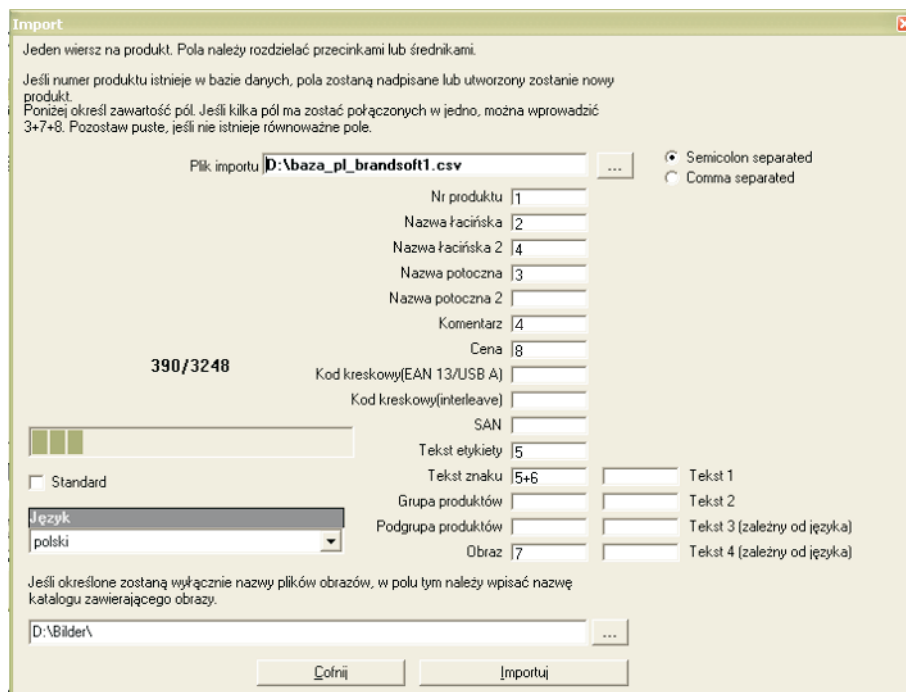 Import
Jeden wiersz na produkt. Pola należy rozdzielać przecinkami lub średnikami.
Jeśli numer produktu istnieje w bazie danych, pola zostaną nadpisane lub utworzony zostanie nowy
produkt.
Poniżej określ zawartość pól. Jeśli kilka pól ma zostać połączonych w jedno, można wprowadzić
3+7+8. Pozostaw puste, jeśli nie istnieje równoważne pole.
Plik importu D:\baza_pl_brandsoft1.csv ... Semicolon separated
Comma separated
Nr produktu 1
Nazwa łacińska 2
Nazwa łacińska 2 4
Nazwa potoczna 3
Nazwa potoczna 2
Komentarz 4
Cena 8
390/3248
Kod kreskowy(EAN 13/USB A)
Kod kreskowy(interleave)
SAN
Tekst etykiety 5
Standard
Tekst znaku 5+6 Tekst 1
Grupa produktów Tekst 2
Język
Podgrupa produktów Tekst 3 (zależny od języka)
polski
Obraz 7 Tekst 4 (zależny od języka)
Jeśli określone zostaną wyłącznie nazwy plików obrazów, w polu tym należy wpisać nazwę
katalogu zawierającego obrazy.
D:\Bilder\ ...
Cofnij Importuj